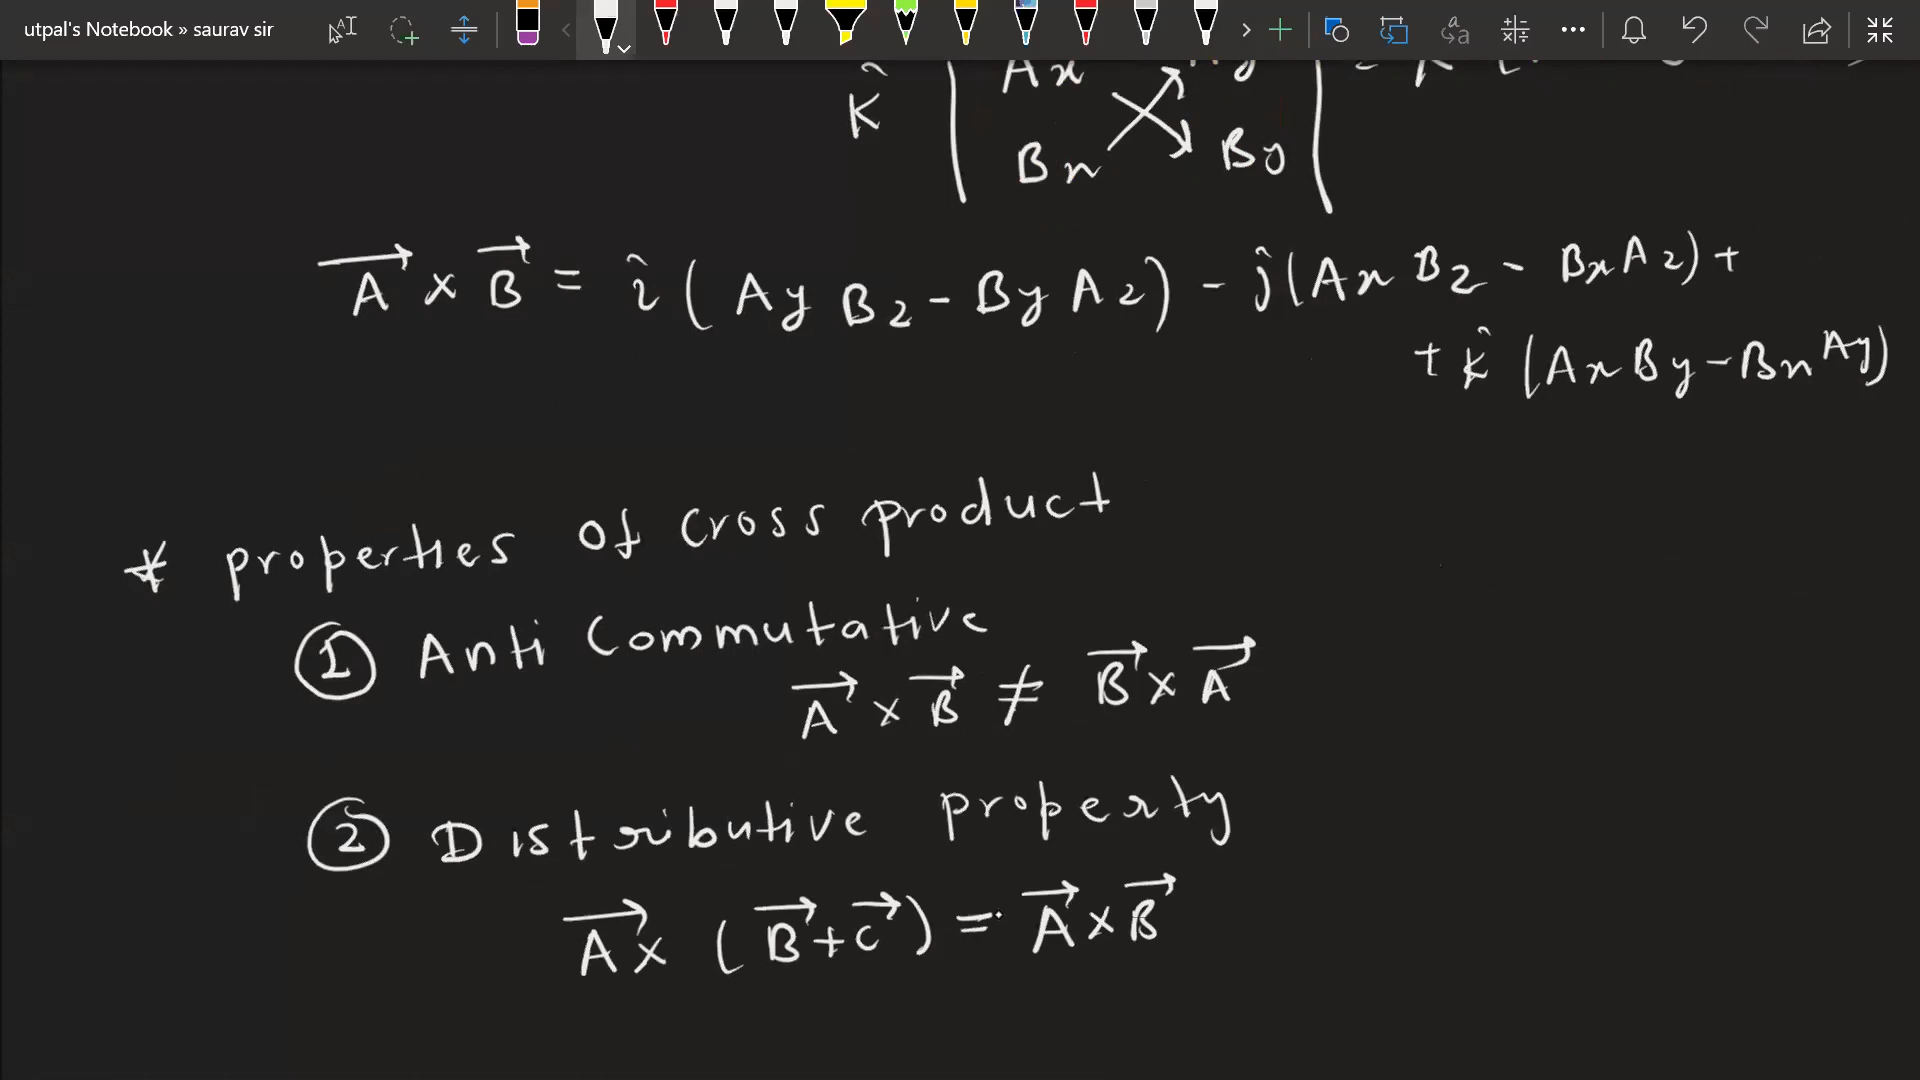 utpal's Notebook » saurav sir
K̂ | Ax
Bx By |
A⃗ × B⃗ = î ( Ay Bz - By Az ) - ĵ ( Ax Bz - Bx Az ) +
+ k̂ ( Ax By - Bx Ay )
* properties of cross product
① Anti Commutative
A⃗ × B⃗ ≠ B⃗ × A⃗
② Distributive property
A⃗ × ( B⃗ + C⃗ ) = A⃗ × B⃗